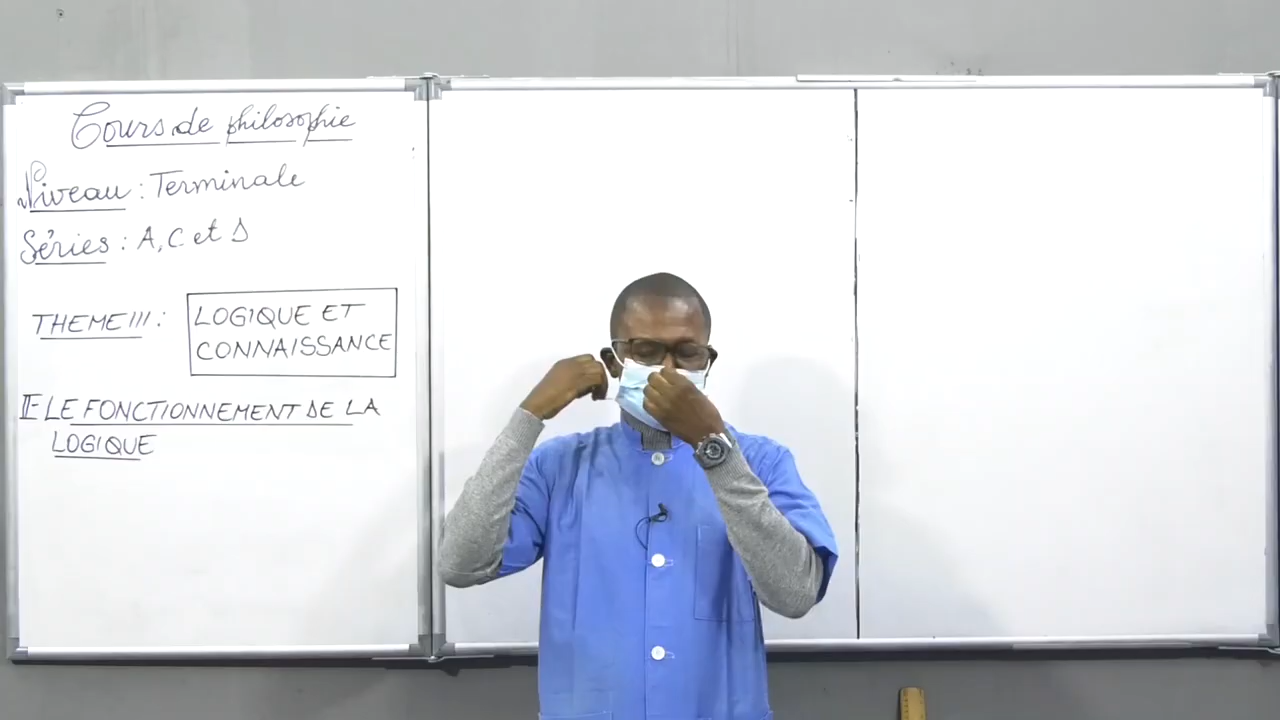 Cours de philosophie
Niveau : Terminale
Séries : A, C et D
THEME III : LOGIQUE ET
CONNAISSANCE
II- LE FONCTIONNEMENT DE LA
LOGIQUE